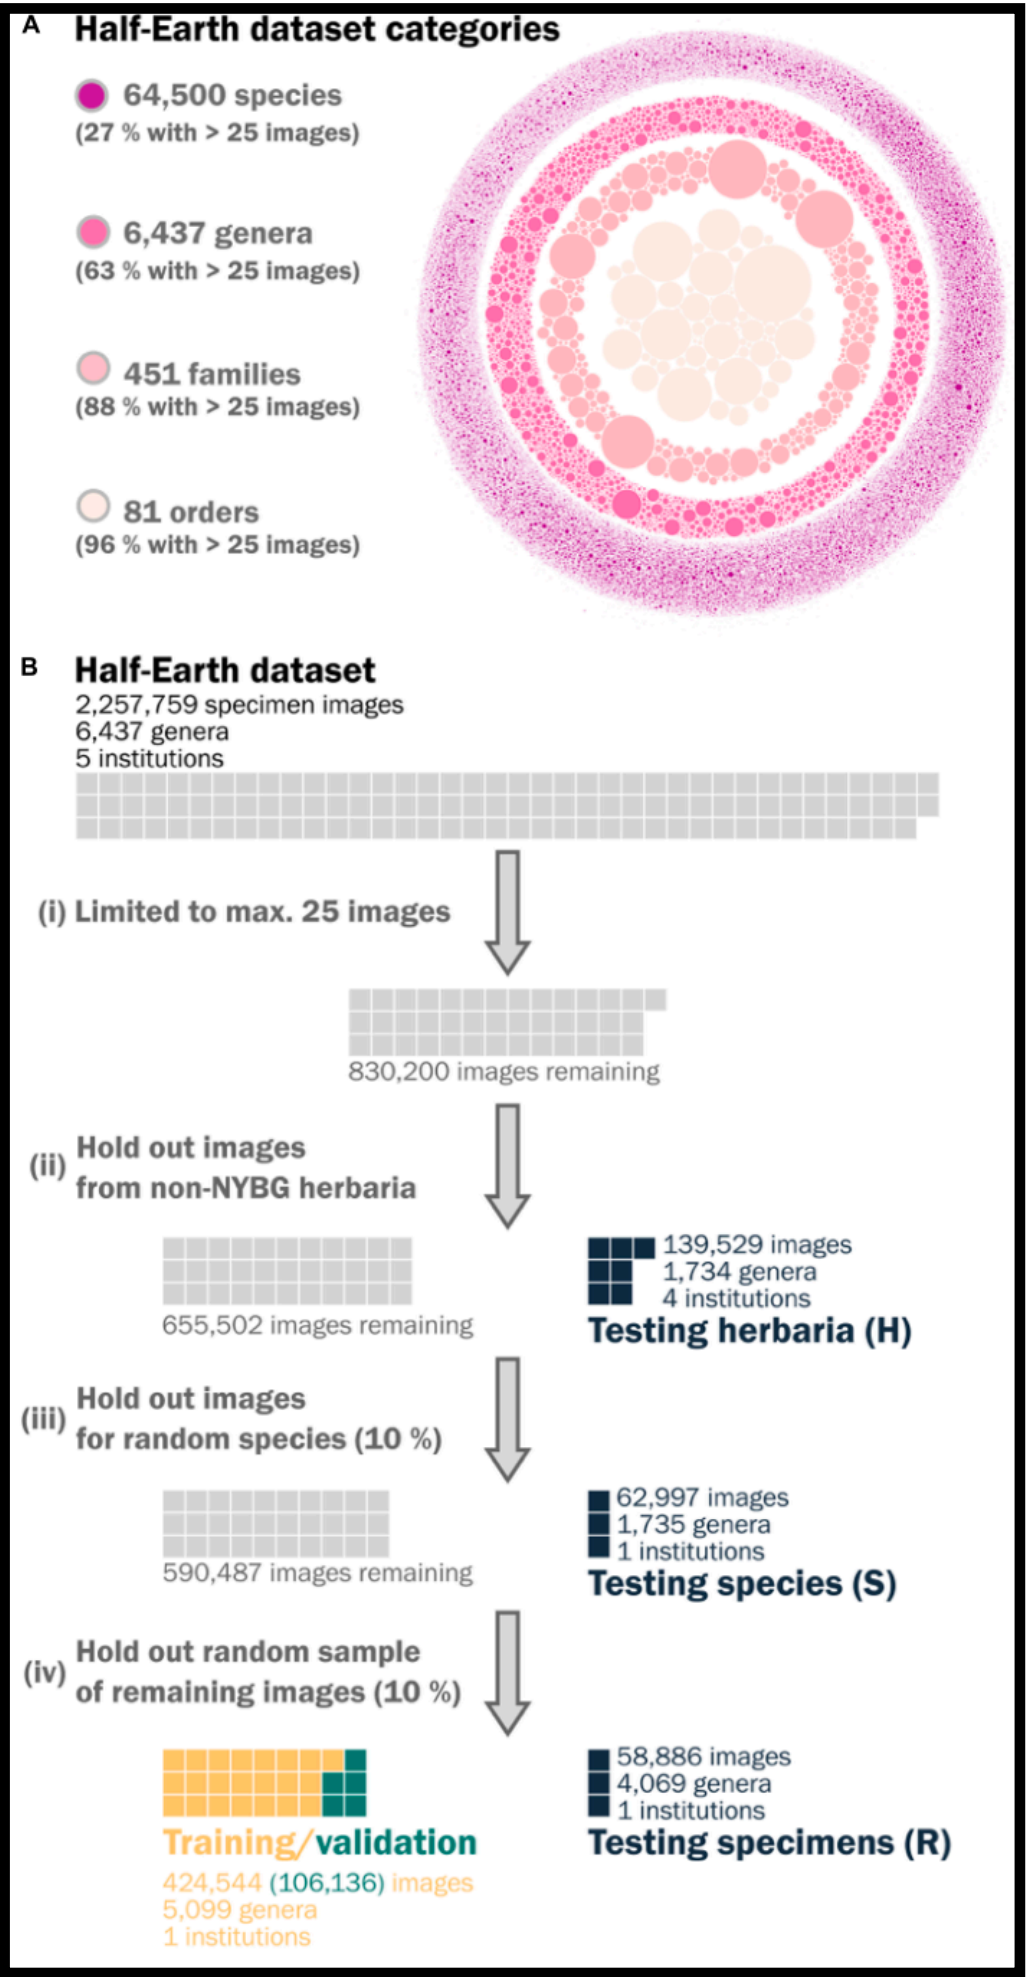 A
Half-Earth dataset categories
64,500 species
(27 % with > 25 images)
6,437 genera
(63 % with > 25 images)
451 families
(88 % with > 25 images)
81 orders
(96 % with > 25 images)
B
Half-Earth dataset
2,257,759 specimen images
6,437 genera
5 institutions
(i) Limited to max. 25 images
830,200 images remaining
(ii) Hold out images
from non-NYBG herbaria
655,502 images remaining
139,529 images
1,734 genera
4 institutions
Testing herbaria (H)
(iii) Hold out images
for random species (10 %)
590,487 images remaining
62,997 images
1,735 genera
1 institutions
Testing species (S)
(iv) Hold out random sample
of remaining images (10 %)
Training/validation
424,544 (106,136) images
5,099 genera
1 institutions
58,886 images
4,069 genera
1 institutions
Testing specimens (R)